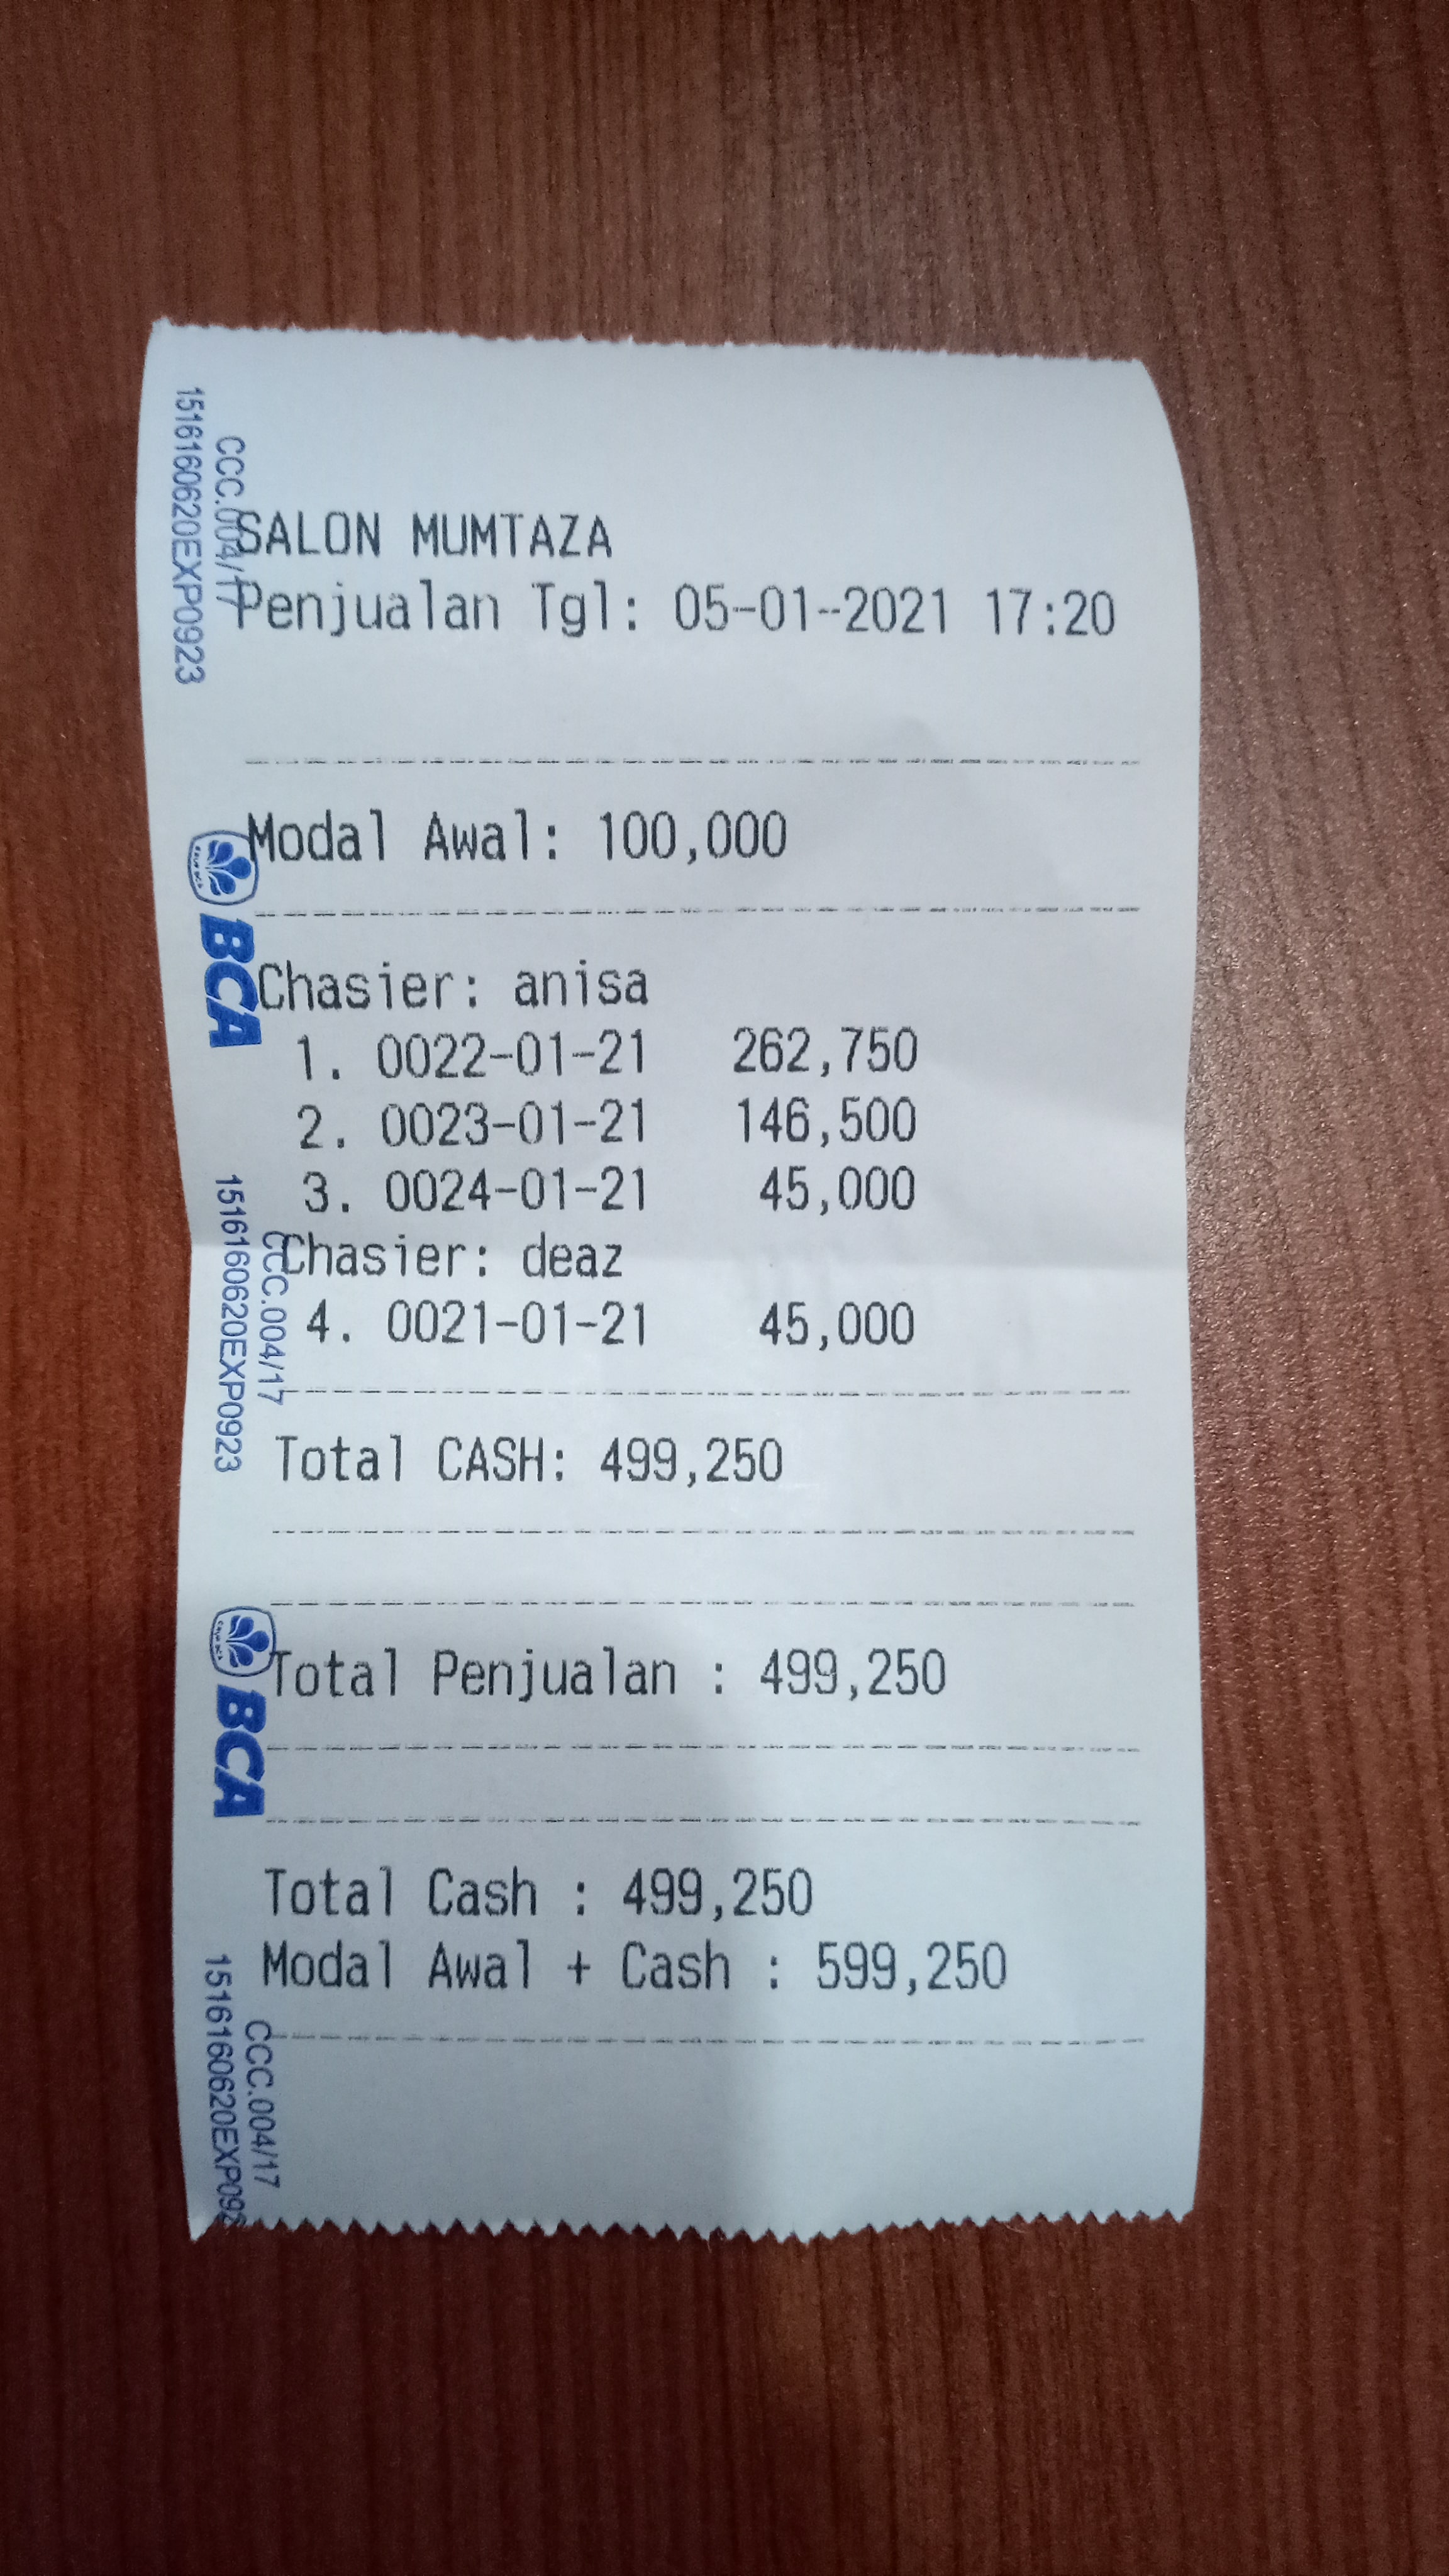 SALON MUMTAZA
Penjualan Tgl: 05-01-2021 17:20
Modal Awal: 100,000
Chasier: anisa
1. 0022-01-21 262,750
2. 0023-01-21 146,500
3. 0024-01-21 45,000
Chasier: deaz
4. 0021-01-21 45,000
Total CASH: 499,250
Total Penjualan : 499,250
Total Cash : 499,250
Modal Awal + Cash : 599,250
CCC.004/17
1516160620EXP0923
BCA
CCC.004/17
1516160620EXP0923
BCA
CCC.004/17
1516160620EXP092